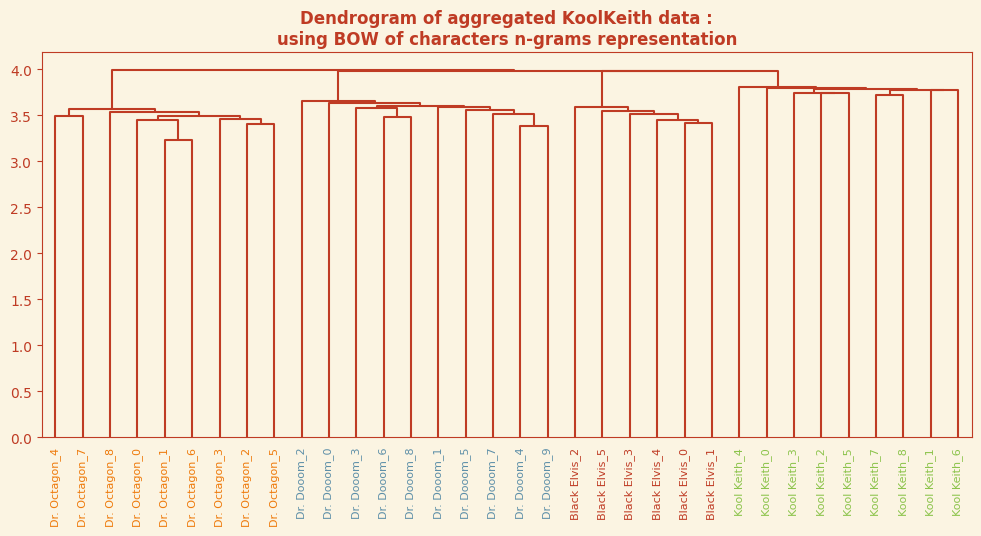 Dendrogram of aggregated KoolKeith data :
using BOW of characters n-grams representation
4.0
3.5
3.0
2.5
2.0
1.5
1.0
0.5
0.0
Dr. Octagon_4
Dr. Octagon_7
Dr. Octagon_8
Dr. Octagon_0
Dr. Octagon_1
Dr. Octagon_6
Dr. Octagon_3
Dr. Octagon_2
Dr. Octagon_5
Dr. Dooom_2
Dr. Dooom_0
Dr. Dooom_3
Dr. Dooom_6
Dr. Dooom_8
Dr. Dooom_1
Dr. Dooom_5
Dr. Dooom_7
Dr. Dooom_4
Dr. Dooom_9
Black Elvis_2
Black Elvis_5
Black Elvis_3
Black Elvis_4
Black Elvis_0
Black Elvis_1
Kool Keith_4
Kool Keith_0
Kool Keith_3
Kool Keith_2
Kool Keith_5
Kool Keith_7
Kool Keith_8
Kool Keith_1
Kool Keith_6